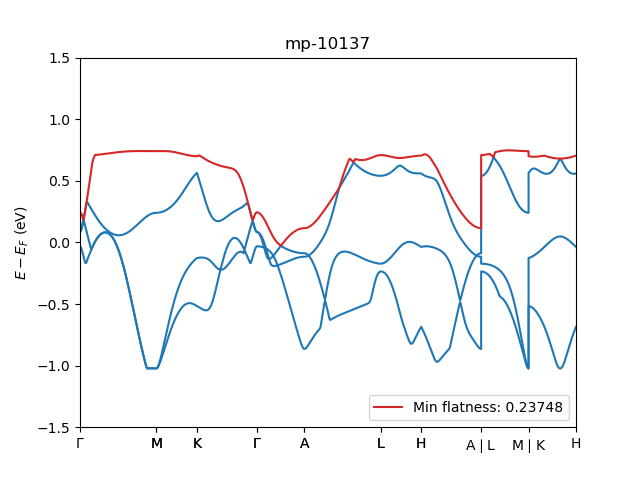 mp-10137
1.5
1.0
0.5
0.0
−0.5
−1.0
−1.5
E − E_F (eV)
Min flatness: 0.23748
Γ M K Γ A L H A | L M | K H